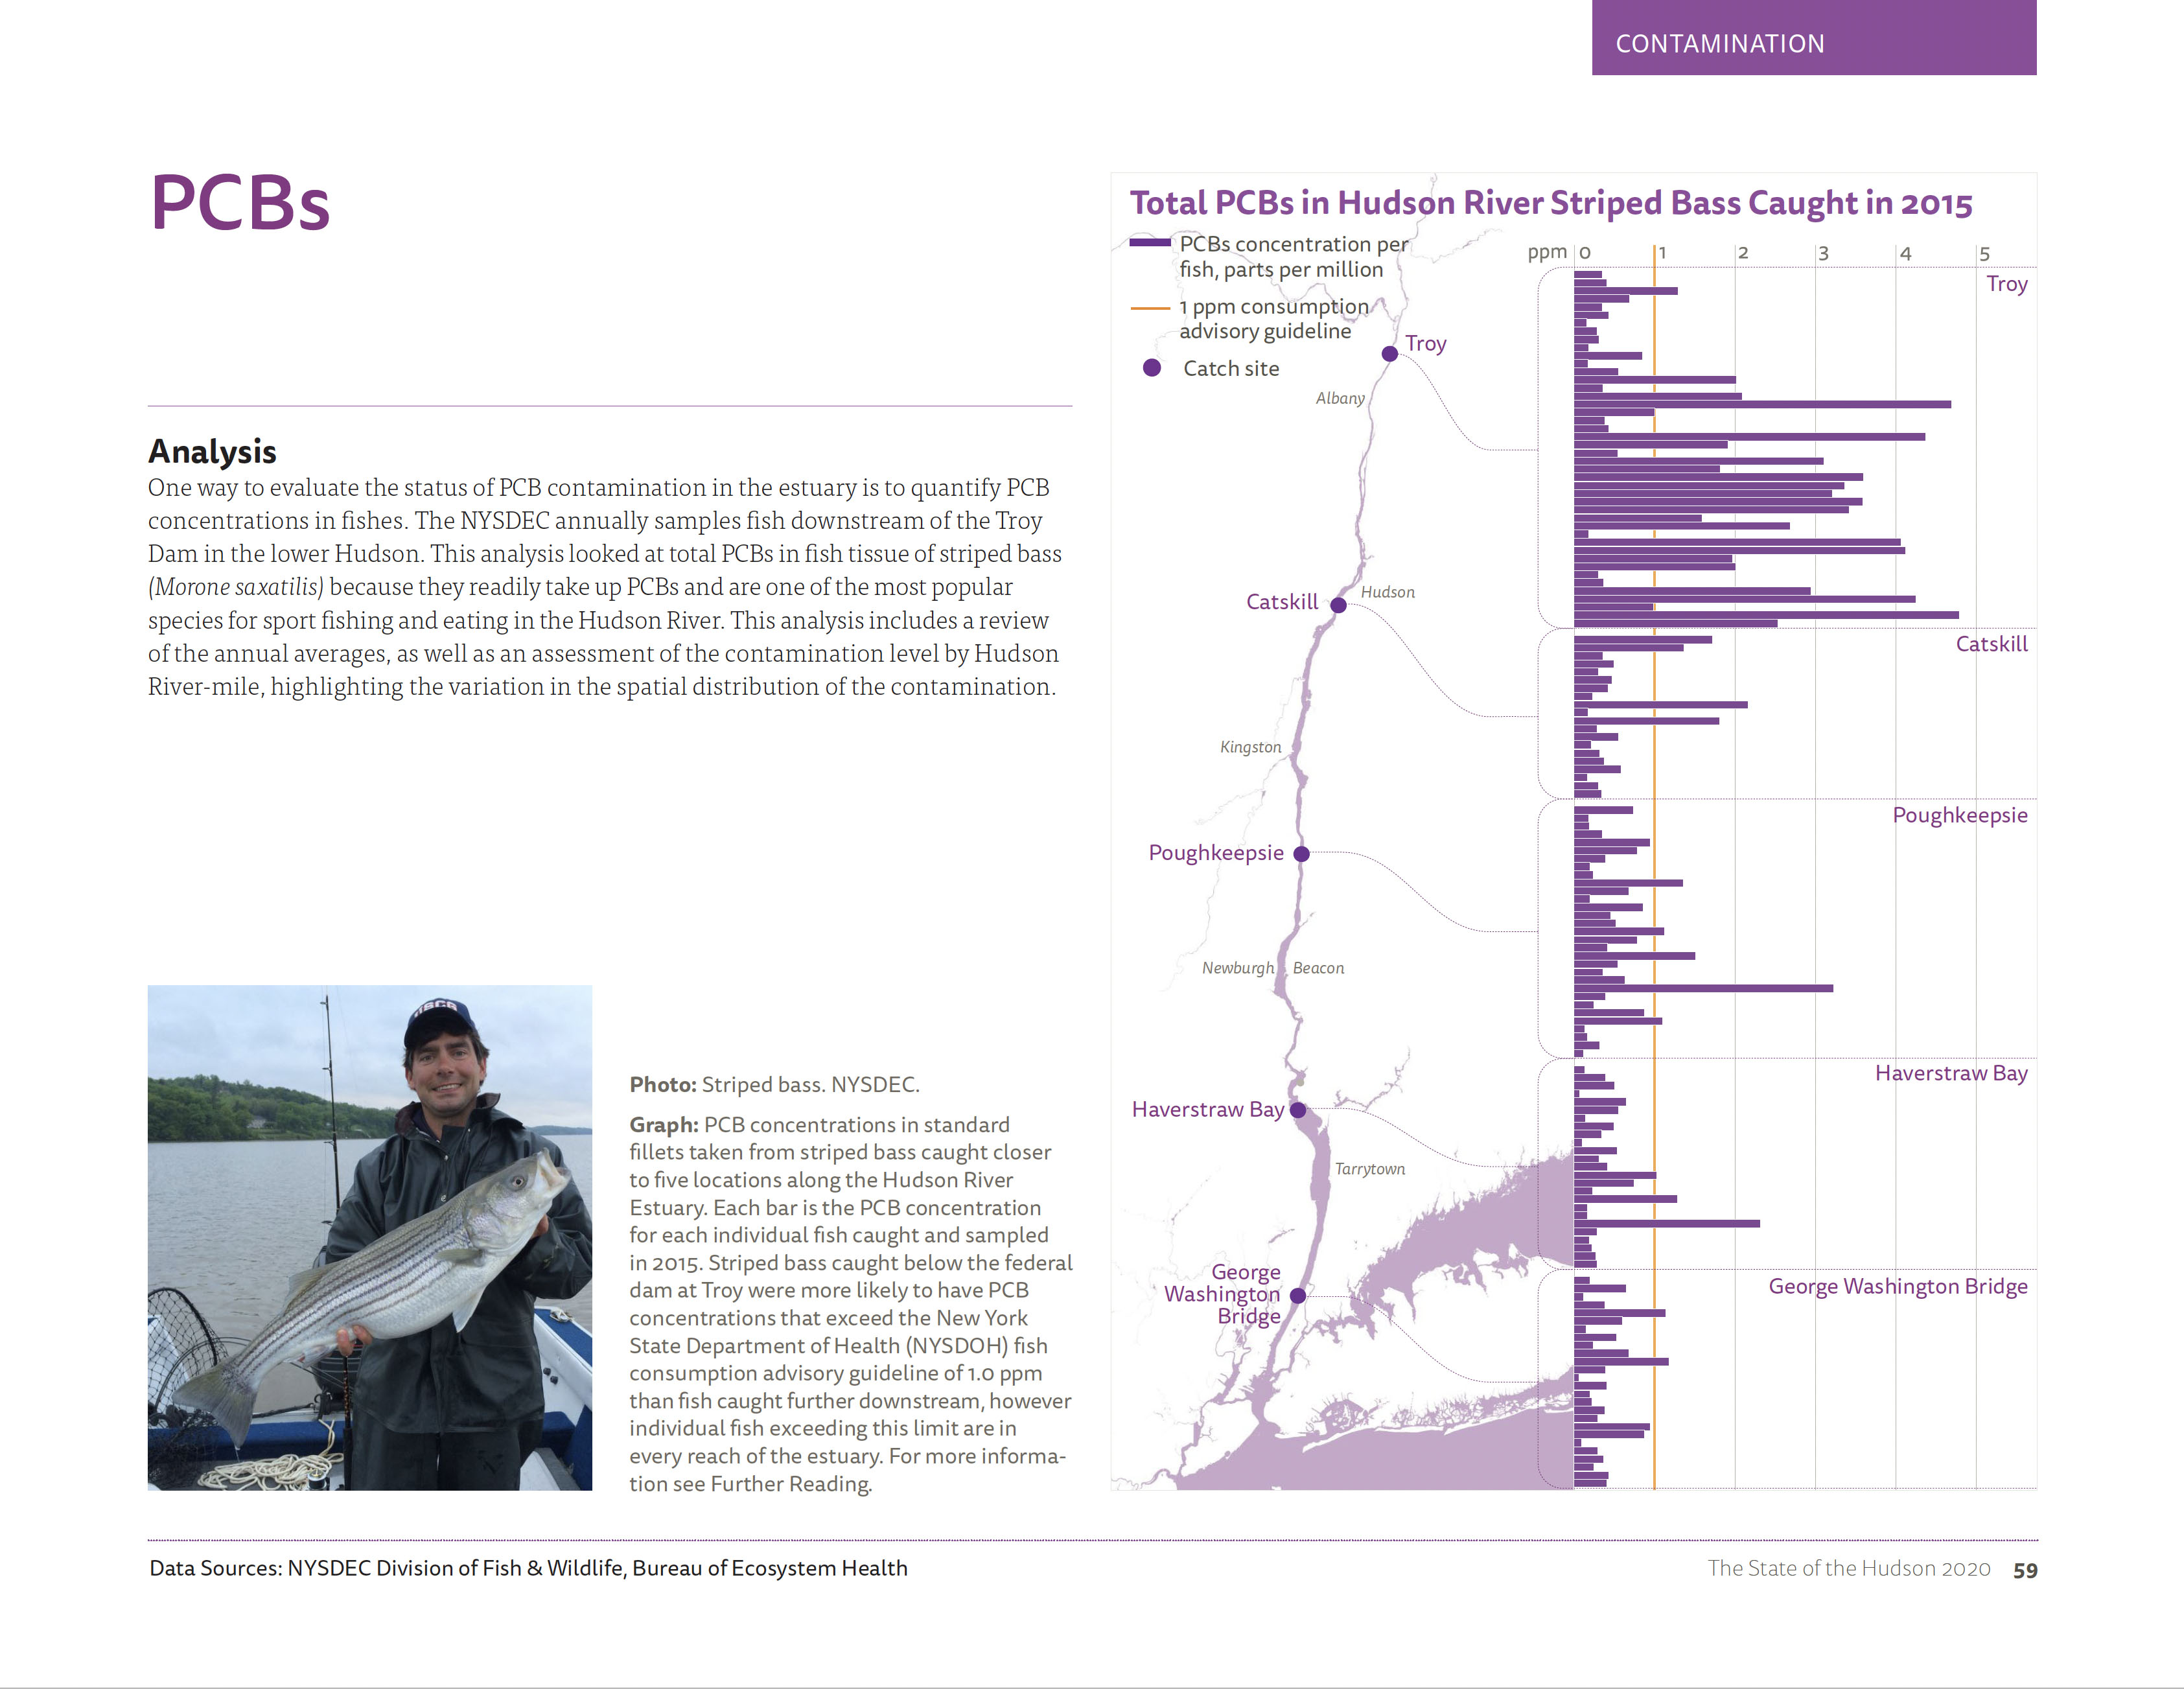 CONTAMINATION
PCBs
Analysis
One way to evaluate the status of PCB contamination in the estuary is to quantify PCB
concentrations in fishes. The NYSDEC annually samples fish downstream of the Troy
Dam in the lower Hudson. This analysis looked at total PCBs in fish tissue of striped bass
(Morone saxatilis) because they readily take up PCBs and are one of the most popular
species for sport fishing and eating in the Hudson River. This analysis includes a review
of the annual averages, as well as an assessment of the contamination level by Hudson
River-mile, highlighting the variation in the spatial distribution of the contamination.
Photo: Striped bass. NYSDEC.
Graph: PCB concentrations in standard
fillets taken from striped bass caught closer
to five locations along the Hudson River
Estuary. Each bar is the PCB concentration
for each individual fish caught and sampled
in 2015. Striped bass caught below the federal
dam at Troy were more likely to have PCB
concentrations that exceed the New York
State Department of Health (NYSDOH) fish
consumption advisory guideline of 1.0 ppm
than fish caught further downstream, however
individual fish exceeding this limit are in
every reach of the estuary. For more informa-
tion see Further Reading.
Total PCBs in Hudson River Striped Bass Caught in 2015
PCBs concentration per
fish, parts per million
1 ppm consumption
advisory guideline
Catch site
ppm 0 1 2 3 4 5
Troy
Troy
Albany
Hudson
Catskill
Catskill
Kingston
Poughkeepsie
Poughkeepsie
Newburgh Beacon
Haverstraw Bay
Haverstraw Bay
Tarrytown
George
Washington
Bridge
George Washington Bridge
Data Sources: NYSDEC Division of Fish & Wildlife, Bureau of Ecosystem Health
The State of the Hudson 2020 59